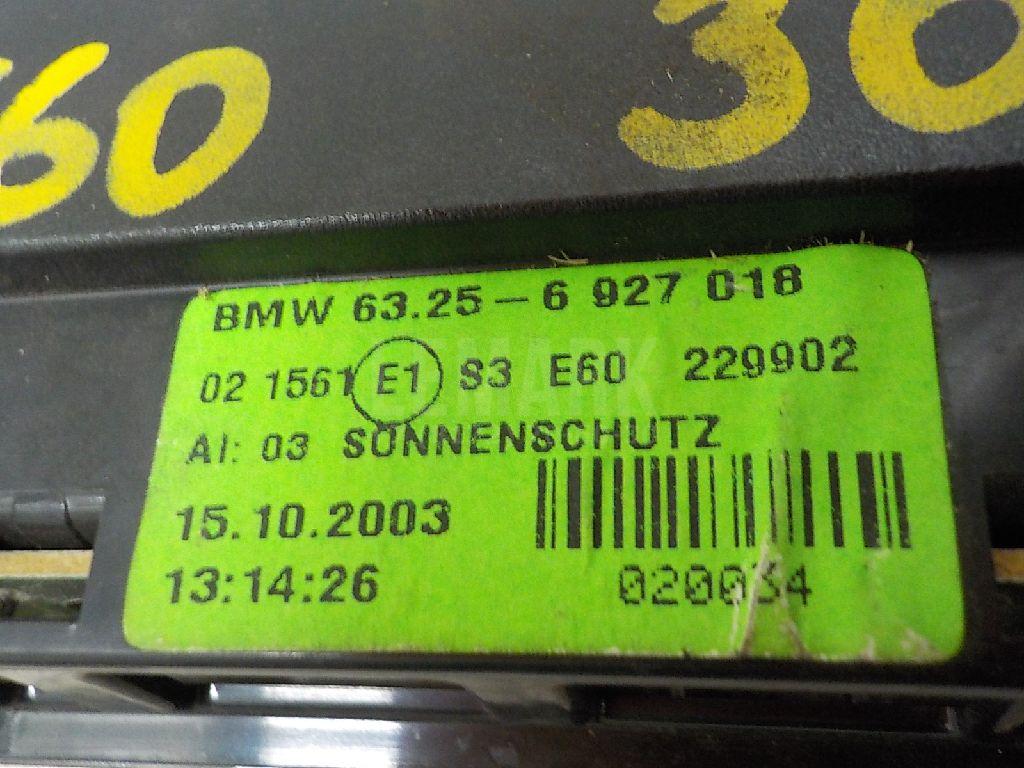 60 36
BMW 63.25-6 927 018
02 1561 E1 S3 E60 229902
AI: 03 SONNENSCHUTZ
15.10.2003
13:14:26 020034